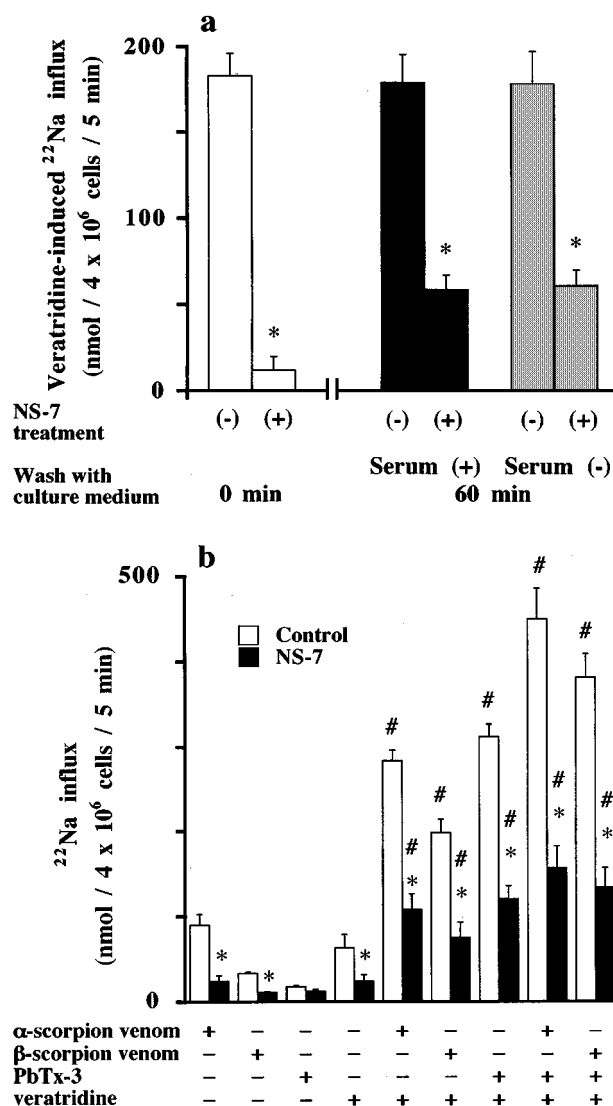 a
Veratridine-induced ²²Na influx
(nmol / 4 x 10⁶ cells / 5 min)
200
100
0
* * *
NS-7 treatment (-) (+) (-) (+) (-) (+)
Serum (+) Serum (-)
Wash with culture medium 0 min 60 min
b
²²Na influx
(nmol / 4 x 10⁶ cells / 5 min)
500
0
Control
NS-7
# # # # #
# # # # #
* * * * * * * *
α-scorpion venom + − − − + − − + −
β-scorpion venom − + − − − + − − +
PbTx-3 − − + − − − + + +
veratridine − − − + + + + + +